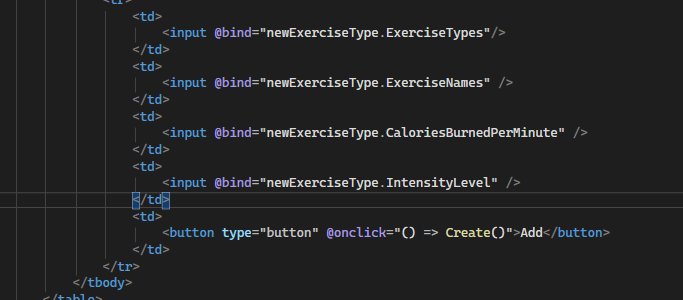 <tr>
<td>
<input @bind="newExerciseType.ExerciseTypes"/>
</td>
<td>
<input @bind="newExerciseType.ExerciseNames" />
</td>
<td>
<input @bind="newExerciseType.CaloriesBurnedPerMinute" />
</td>
<td>
<input @bind="newExerciseType.IntensityLevel" />
</td>
<td>
<button type="button" @onclick="() => Create()">Add</button>
</td>
</tr>
</tbody>
</table>